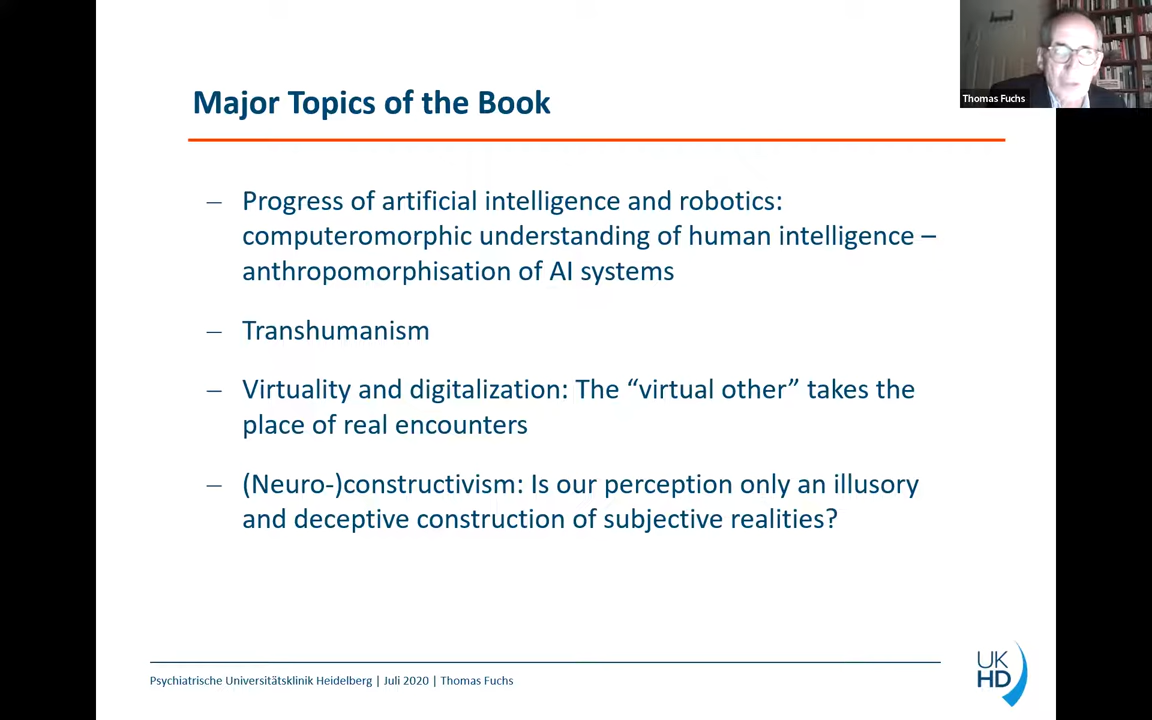 Thomas Fuchs
Major Topics of the Book
– Progress of artificial intelligence and robotics:
computeromorphic understanding of human intelligence –
anthropomorphisation of AI systems
– Transhumanism
– Virtuality and digitalization: The “virtual other” takes the
place of real encounters
– (Neuro-)constructivism: Is our perception only an illusory
and deceptive construction of subjective realities?
Psychiatrische Universitätsklinik Heidelberg | Juli 2020 | Thomas Fuchs
UK
HD